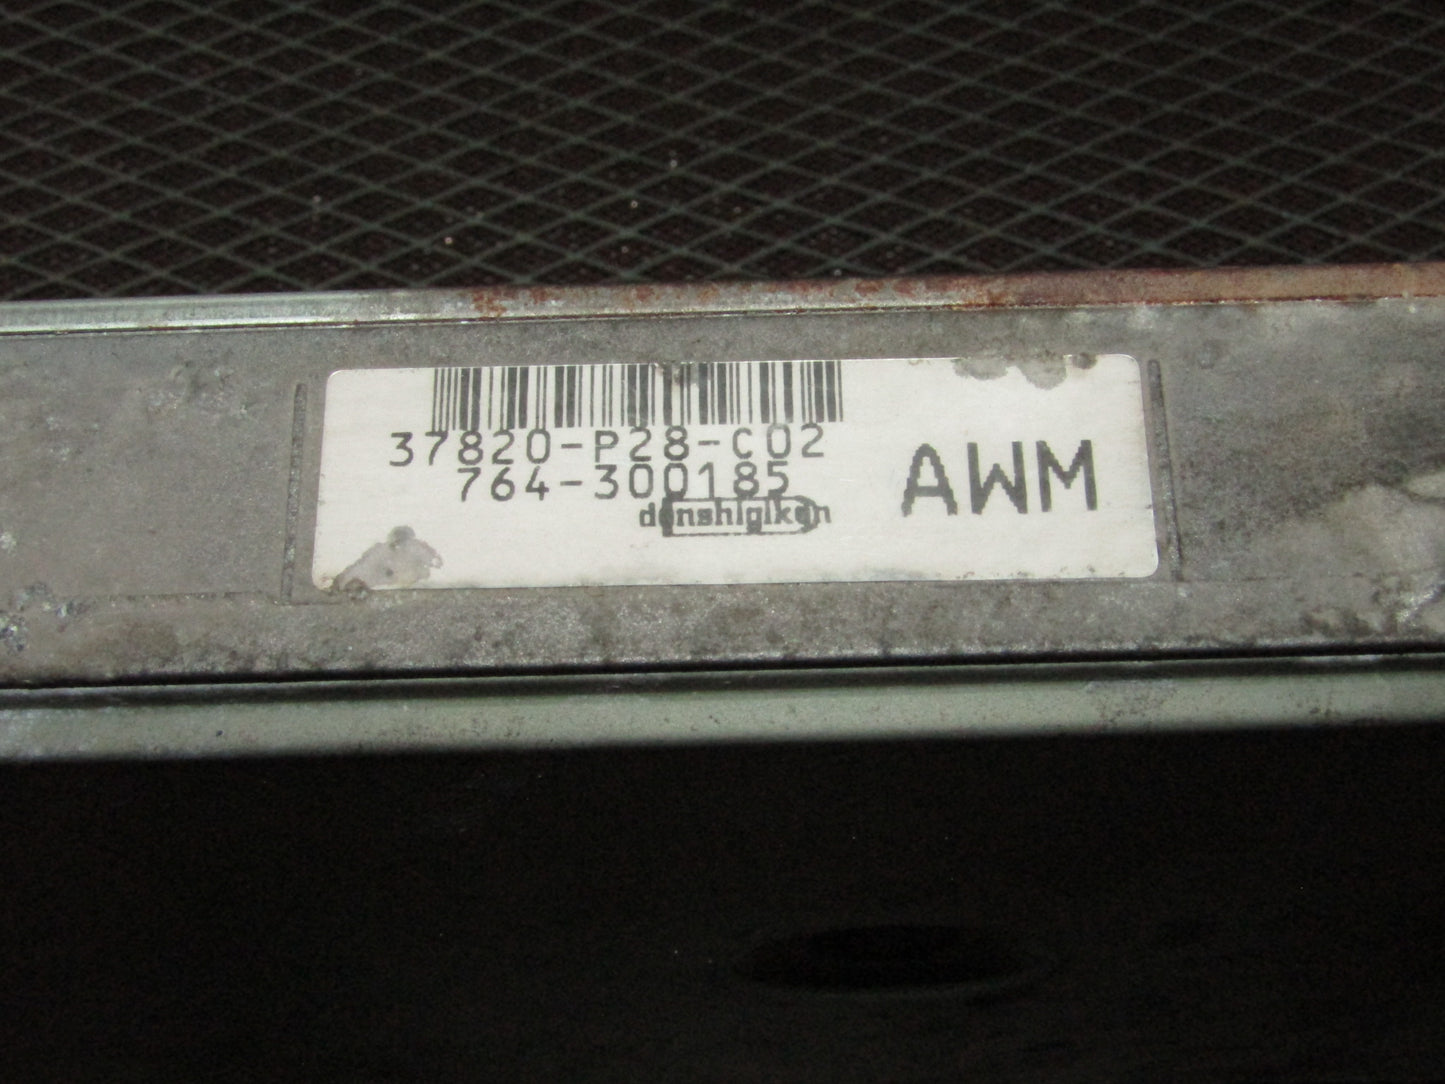 37820-P28-C02
764-300185
denshigiken
AWM